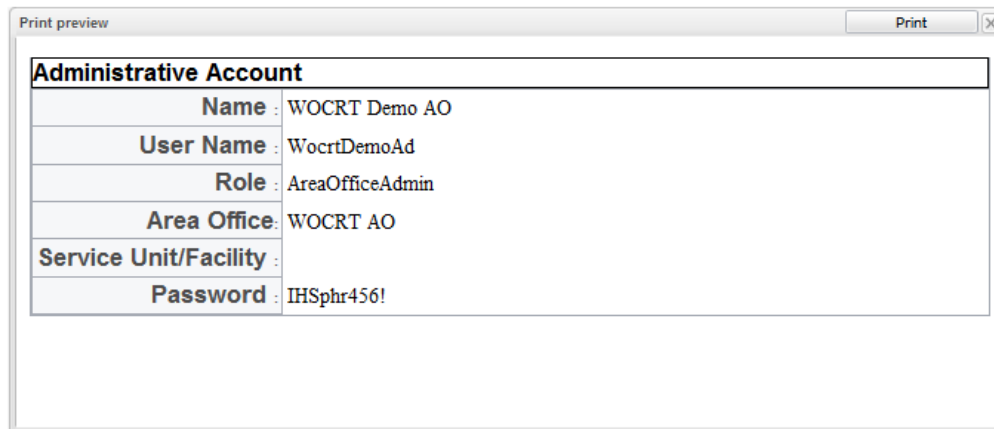 Print preview Print
Administrative Account
Name : WOCRT Demo AO
User Name : WocrtDemoAd
Role : AreaOfficeAdmin
Area Office: WOCRT AO
Service Unit/Facility :
Password : IHSphr456!